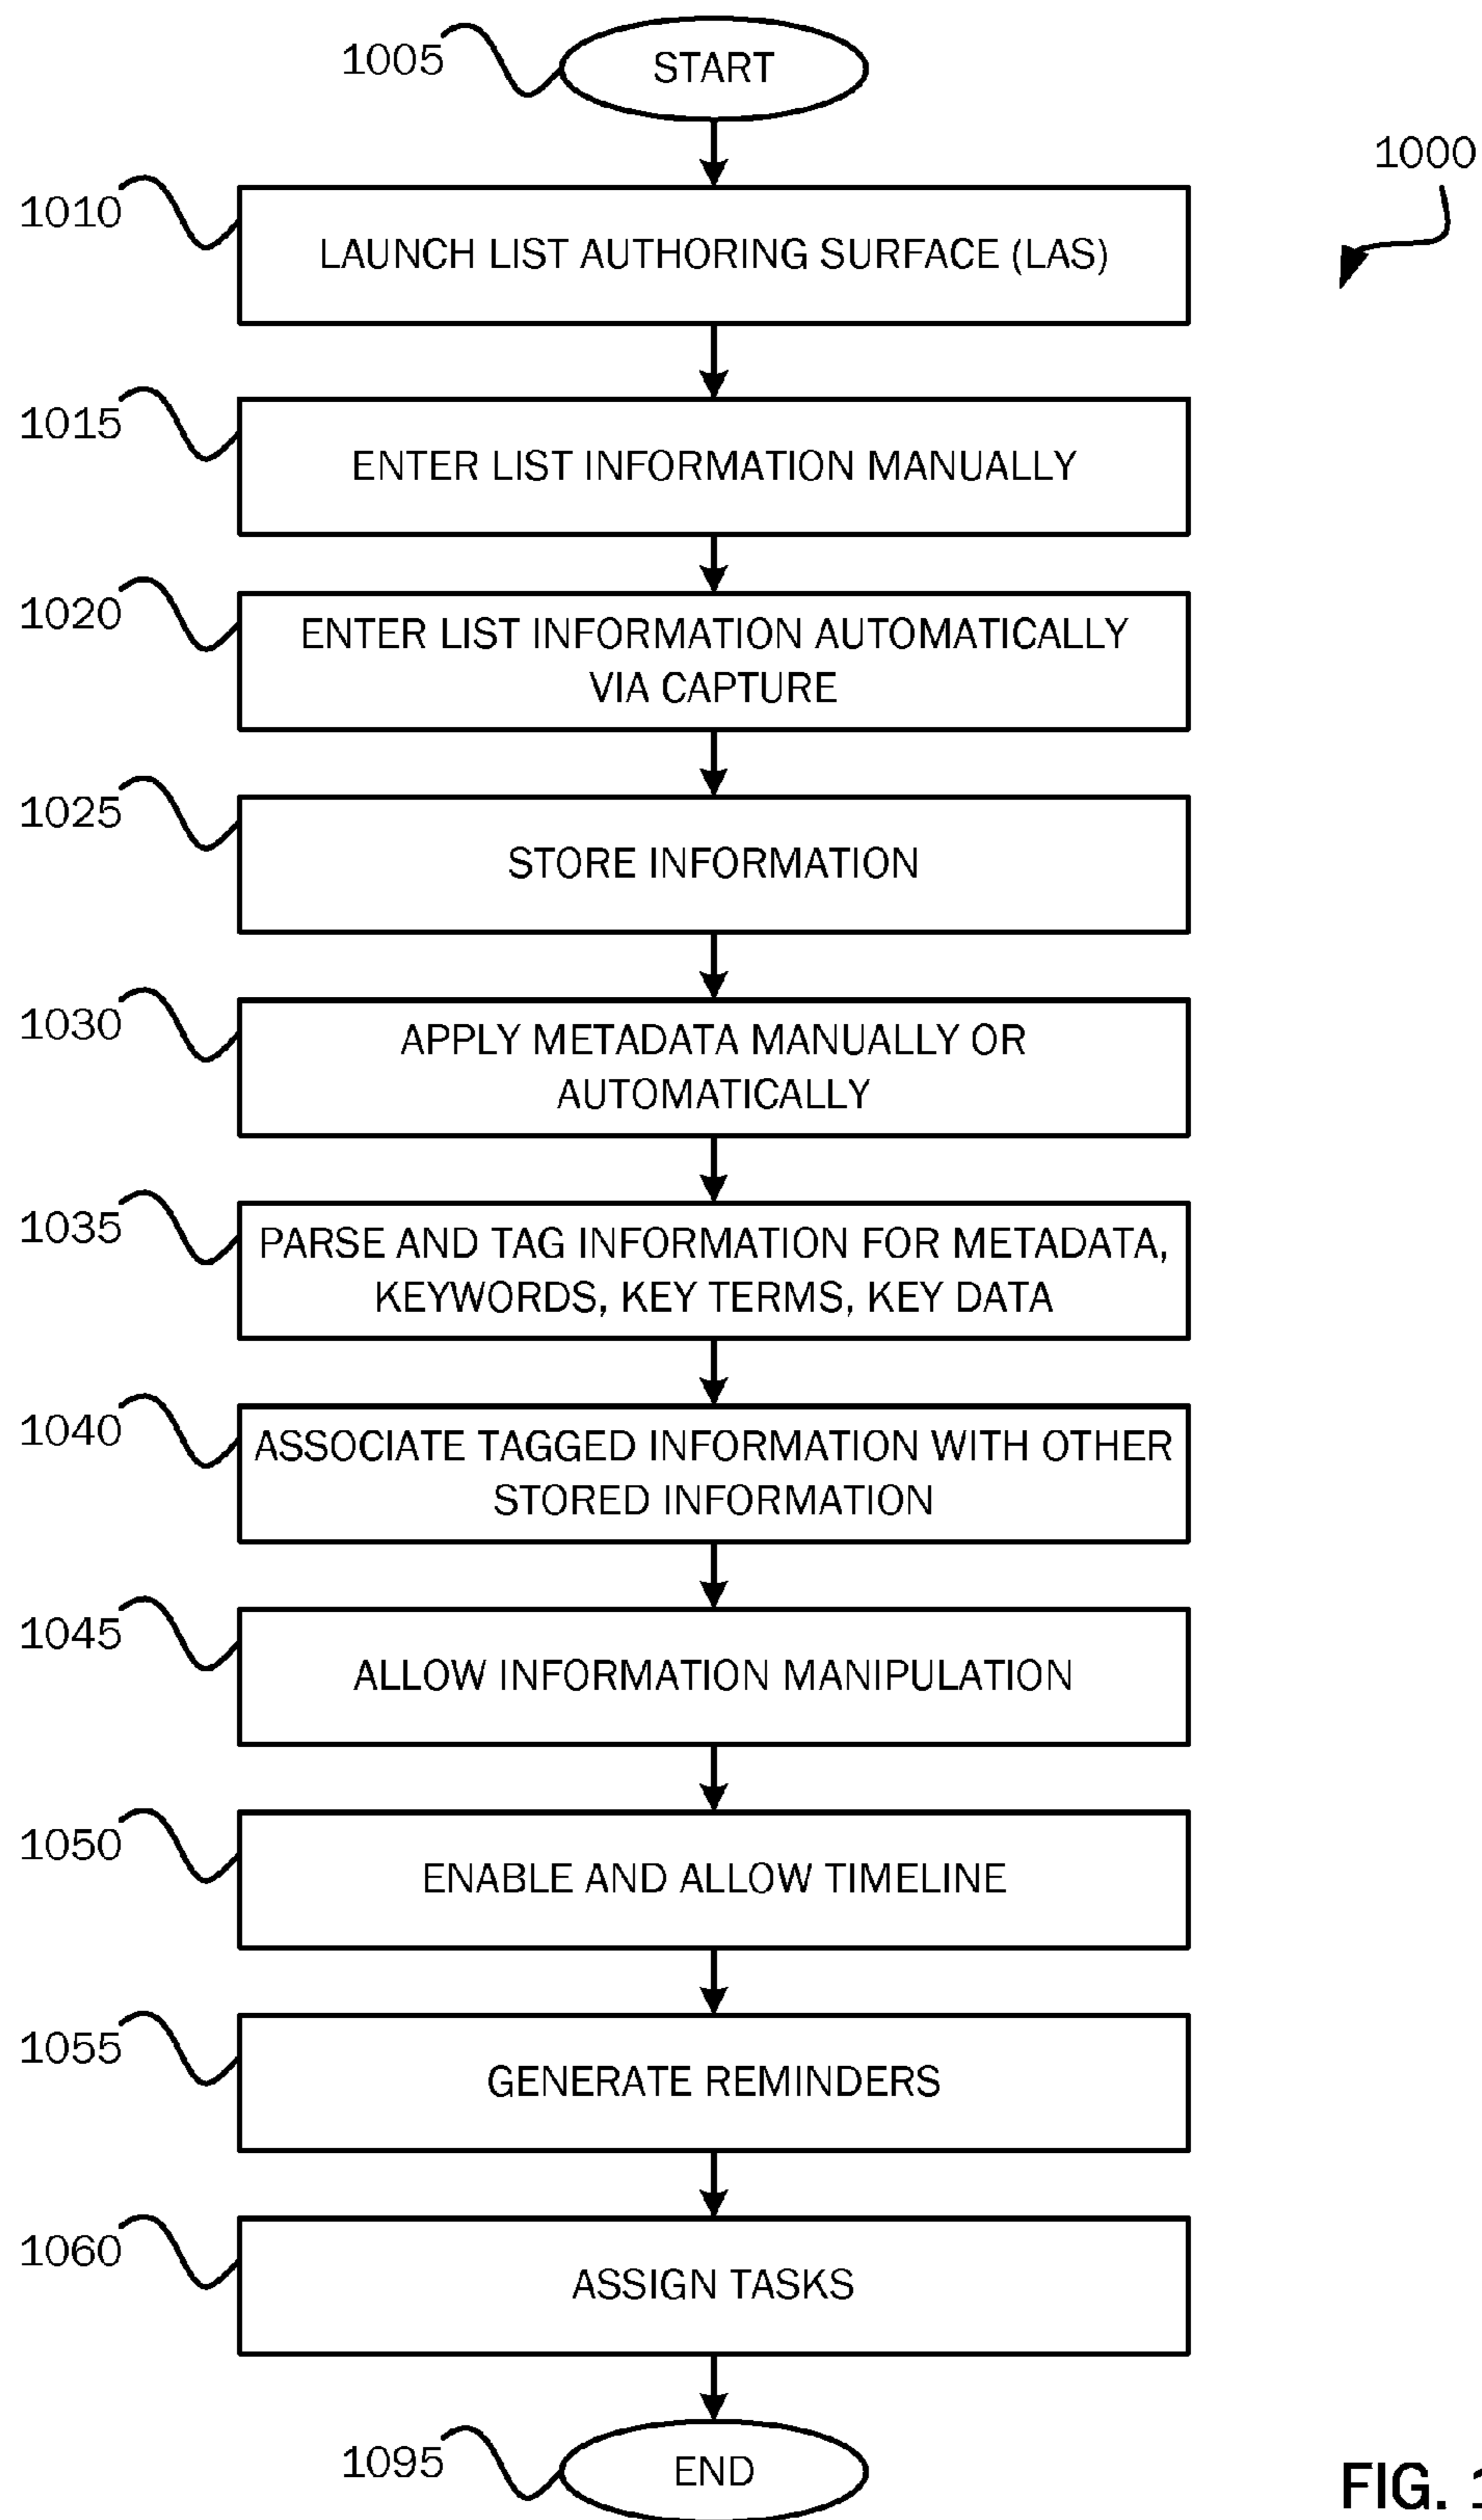 1005
START
1000
1010
LAUNCH LIST AUTHORING SURFACE (LAS)
1015
ENTER LIST INFORMATION MANUALLY
1020
ENTER LIST INFORMATION AUTOMATICALLY
VIA CAPTURE
1025
STORE INFORMATION
1030
APPLY METADATA MANUALLY OR
AUTOMATICALLY
1035
PARSE AND TAG INFORMATION FOR METADATA,
KEYWORDS, KEY TERMS, KEY DATA
1040
ASSOCIATE TAGGED INFORMATION WITH OTHER
STORED INFORMATION
1045
ALLOW INFORMATION MANIPULATION
1050
ENABLE AND ALLOW TIMELINE
1055
GENERATE REMINDERS
1060
ASSIGN TASKS
1095
END
FIG.